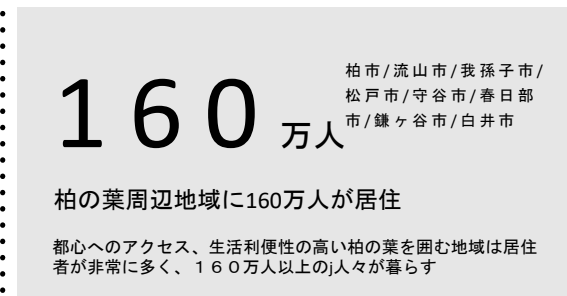 160万人
柏市/流山市/我孫子市/
松戸市/守谷市/春日部
市/鎌ヶ谷市/白井市
柏の葉周辺地域に160万人が居住
都心へのアクセス、生活利便性の高い柏の葉を囲む地域は居住
者が非常に多く、１６０万人以上のj人々が暮らす